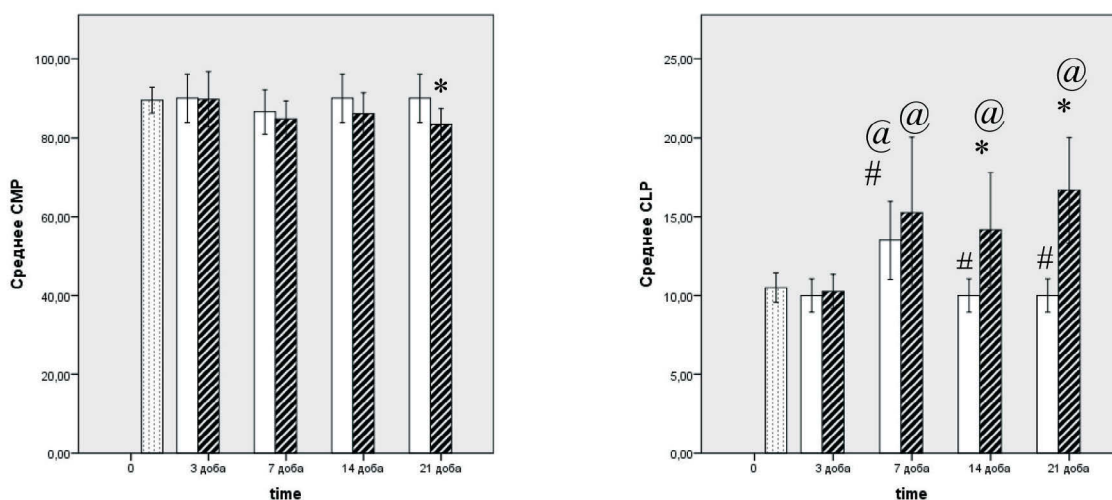 Среднее CMP
100,00
80,00
60,00
40,00
20,00
0,00
*
0
3 доба
7 доба
14 доба
21 доба
time
Среднее CLP
25,00
20,00
15,00
10,00
5,00
0,00
@
#
@
@
*
#
@
*
#
0
3 доба
7 доба
14 доба
21 доба
time